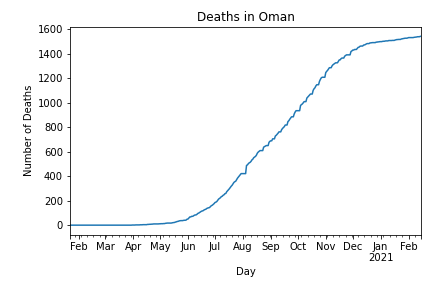 Deaths in Oman
Number of Deaths
1600
1400
1200
1000
800
600
400
200
0
Feb Mar Apr May Jun Jul Aug Sep Oct Nov Dec Jan Feb
2021
Day